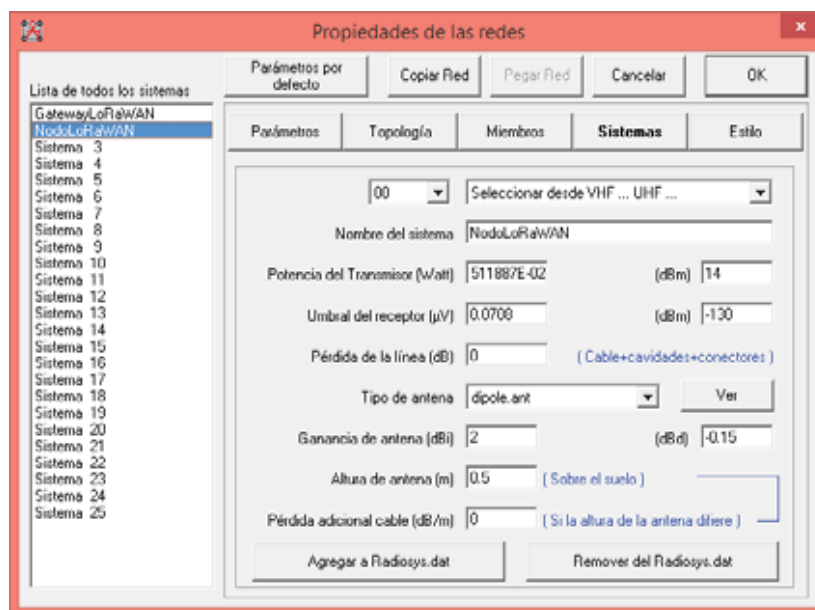 Propiedades de las redes
x
Lista de todos los sistemas
GatewayLoRaWAN
NodoLoRaWAN
Sistema 3
Sistema 4
Sistema 5
Sistema 6
Sistema 7
Sistema 8
Sistema 9
Sistema 10
Sistema 11
Sistema 12
Sistema 13
Sistema 14
Sistema 15
Sistema 16
Sistema 17
Sistema 18
Sistema 19
Sistema 20
Sistema 21
Sistema 22
Sistema 23
Sistema 24
Sistema 25
Parámetros por
defecto
Copiar Red
Pegar Red
Cancelar
OK
Parámetros
Topología
Miembros
Sistemas
Estilo
00
Seleccionar desde VHF ... UHF ...
Nombre del sistema NodoLoRaWAN
Potencia del Transmisor (Watt) 511887E-02 (dBm) 14
Umbral del receptor (µV) 0.0708 (dBm) -130
Pérdida de la línea (dB) 0 ( Cable+cavidades+conectores )
Tipo de antena dipole.ant Ver
Ganancia de antena (dBi) 2 (dBd) -0.15
Altura de antena (m) 0.5 ( Sobre el suelo )
Pérdida adicional cable (dB/m) 0 ( Si la altura de la antena difiere )
Agregar a Radiosys.dat
Remover del Radiosys.dat